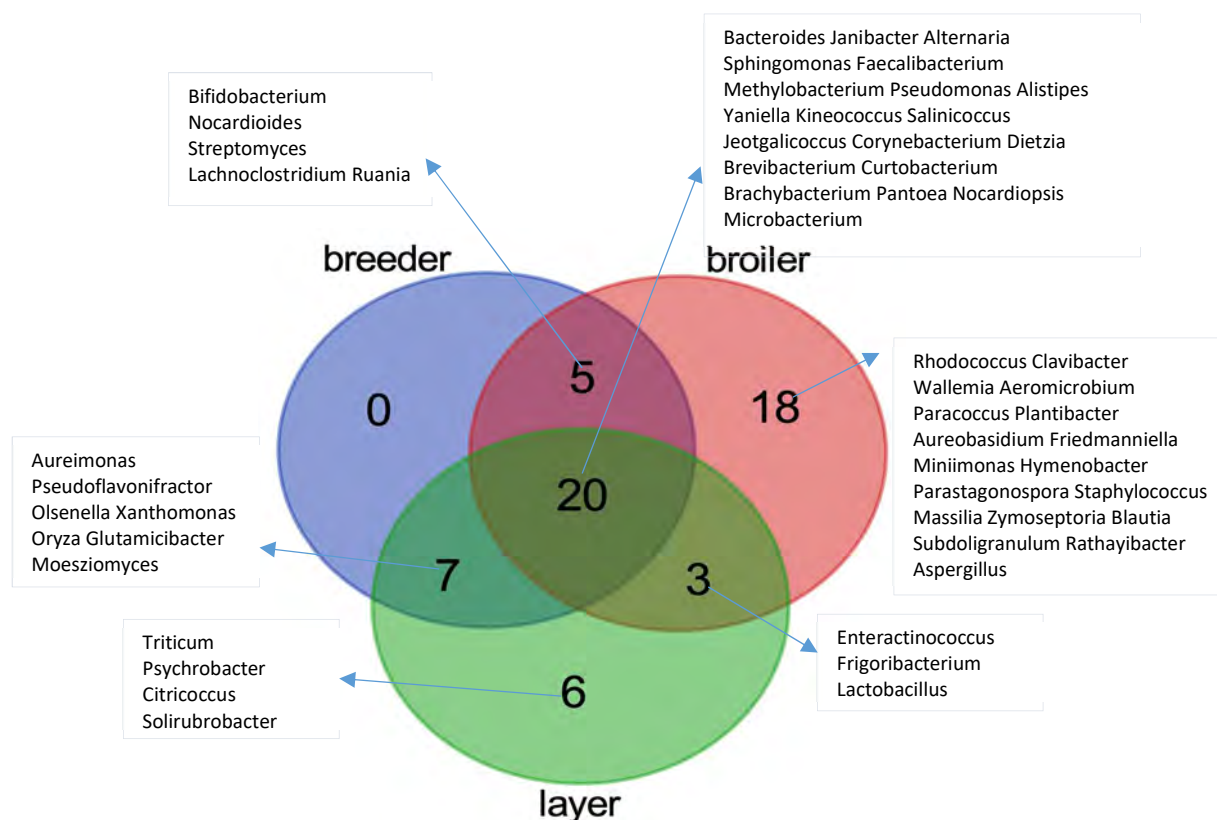 Bacteroides Janibacter Alternaria
Sphingomonas Faecalibacterium
Methylobacterium Pseudomonas Alistipes
Yaniella Kineococcus Salinicoccus
Jeotgalicoccus Corynebacterium Dietzia
Brevibacterium Curtobacterium
Brachybacterium Pantoea Nocardiopsis
Microbacterium
Bifidobacterium
Nocardioides
Streptomyces
Lachnoclostridium Ruania
breeder
broiler
5
0
18
20
7
3
6
Rhodococcus Clavibacter
Wallemia Aeromicrobium
Paracoccus Plantibacter
Aureobasidium Friedmanniella
Miniimonas Hymenobacter
Parastagonospora Staphylococcus
Massilia Zymoseptoria Blautia
Subdoligranulum Rathayibacter
Aspergillus
Aureimonas
Pseudoflavonifractor
Olsenella Xanthomonas
Oryza Glutamicibacter
Moesziomyces
Triticum
Psychrobacter
Citricoccus
Solirubrobacter
Enteractinococcus
Frigoribacterium
Lactobacillus
layer